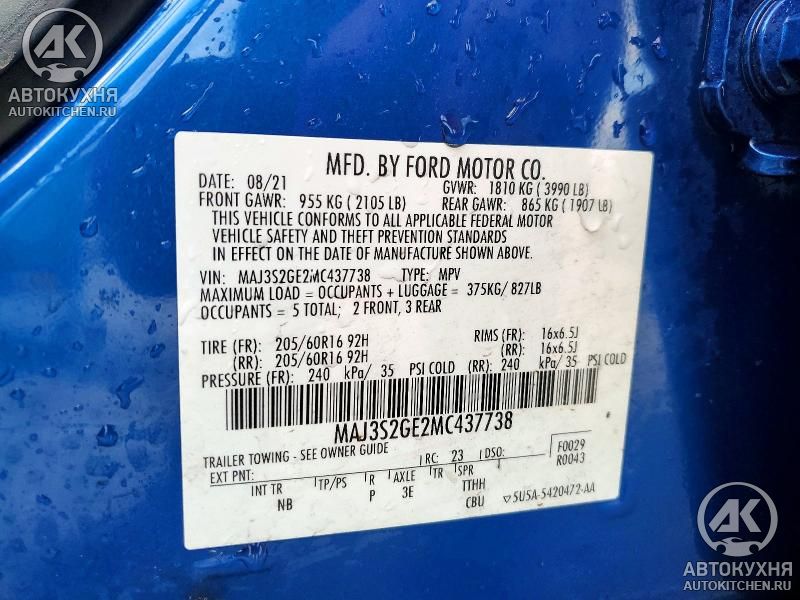 АК
АВТОКУХНЯ
AUTOKITCHEN.RU
MFD. BY FORD MOTOR CO.
DATE: 08/21 GVWR: 1810 KG ( 3990 LB)
FRONT GAWR: 955 KG ( 2105 LB) REAR GAWR: 865 KG ( 1907 LB)
THIS VEHICLE CONFORMS TO ALL APPLICABLE FEDERAL MOTOR
VEHICLE SAFETY AND THEFT PREVENTION STANDARDS
IN EFFECT ON THE DATE OF MANUFACTURE SHOWN ABOVE.
VIN: MAJ3S2GE2MC437738 TYPE: MPV
MAXIMUM LOAD = OCCUPANTS + LUGGAGE = 375KG/ 827LB
OCCUPANTS = 5 TOTAL; 2 FRONT, 3 REAR
TIRE (FR): 205/60R16 92H RIMS (FR): 16x6.5J
(RR): 205/60R16 92H (RR): 16x6.5J
PRESSURE (FR): 240 kPa/ 35 PSI COLD (RR): 240 kPa/ 35 PSI COLD
MAJ3S2GE2MC437738
TRAILER TOWING - SEE OWNER GUIDE F0029
EXT PNT: RC: 23 DSO: R0043
INT TR TP/PS R AXLE TR SPR
NB P 3E TTHH
CBU 5U5A-5420472-AA
АК
АВТОКУХНЯ
AUTOKITCHEN.RU